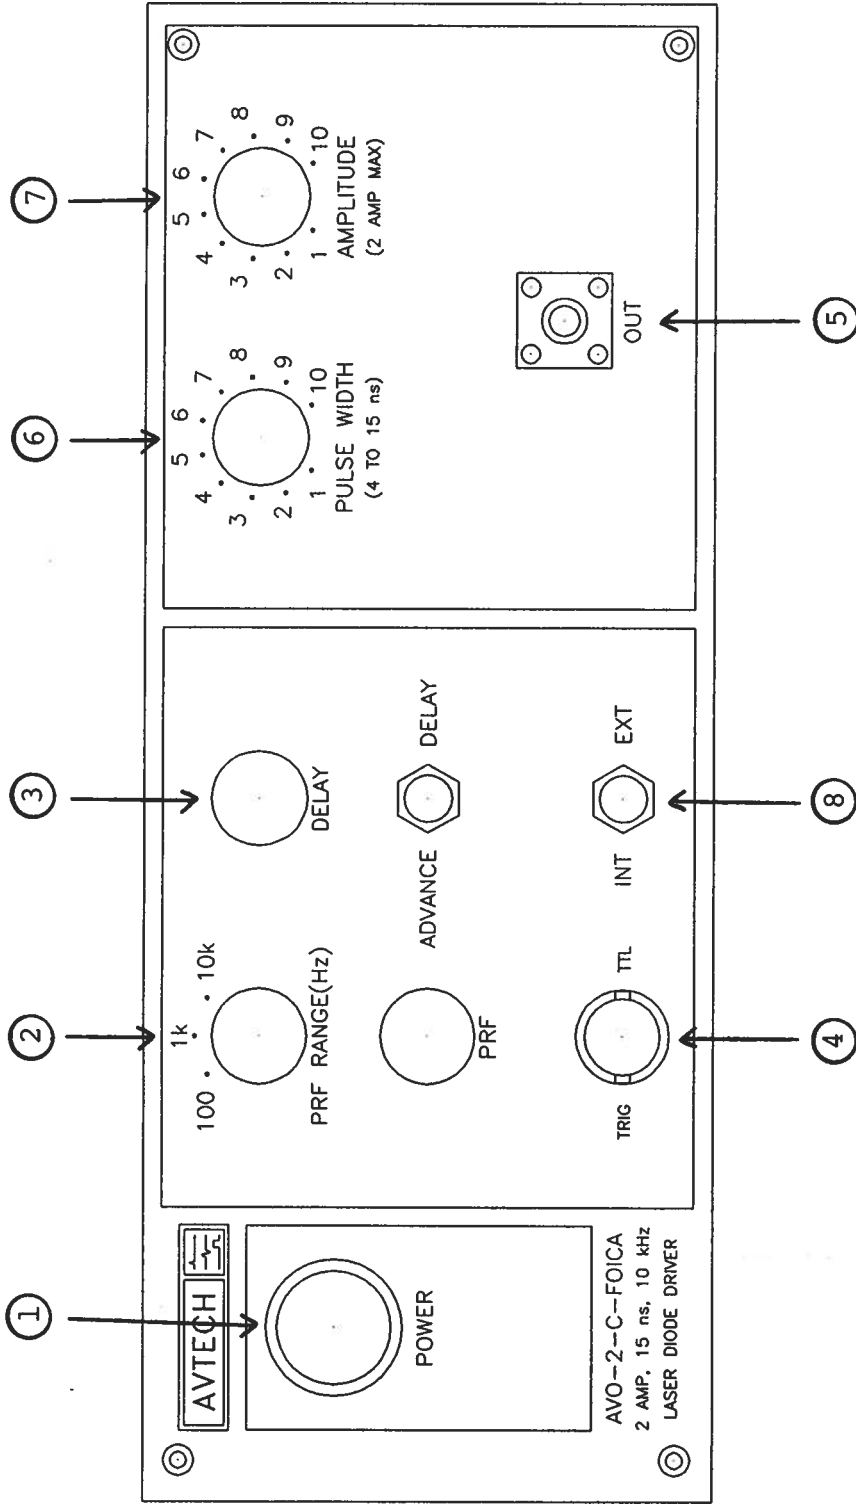 1
2
3
6
7
AVTECH
POWER
AVO-2-C-FOICA
2 AMP, 15 ns, 10 kHz
LASER DIODE DRIVER
100 1k 10k
PRF RANGE(Hz)
DELAY
PRF
ADVANCE DELAY
TRIG TTL
INT EXT
1 2 3 4 5 6 7 8 9 10
PULSE WIDTH
(4 TO 15 ns)
1 2 3 4 5 6 7 8 9 10
AMPLITUDE
(2 AMP MAX)
OUT
4
8
5